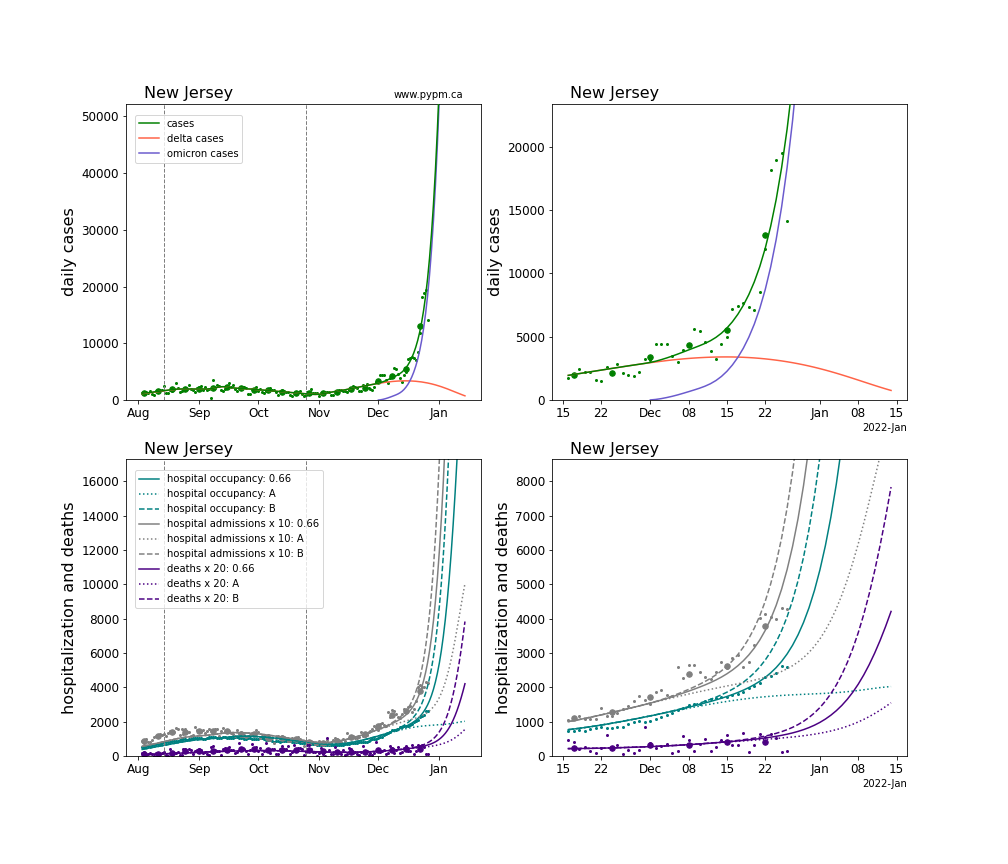 New Jersey
www.pypm.ca
daily cases
50000
40000
30000
20000
10000
0
cases
delta cases
omicron cases
Aug
Sep
Oct
Nov
Dec
Jan
New Jersey
daily cases
20000
15000
10000
5000
0
15
22
Dec
08
15
22
Jan
08
15
2022-Jan
New Jersey
hospitalization and deaths
16000
14000
12000
10000
8000
6000
4000
2000
0
hospital occupancy: 0.66
hospital occupancy: A
hospital occupancy: B
hospital admissions x 10: 0.66
hospital admissions x 10: A
hospital admissions x 10: B
deaths x 20: 0.66
deaths x 20: A
deaths x 20: B
Aug
Sep
Oct
Nov
Dec
Jan
New Jersey
hospitalization and deaths
8000
7000
6000
5000
4000
3000
2000
1000
0
15
22
Dec
08
15
22
Jan
08
15
2022-Jan